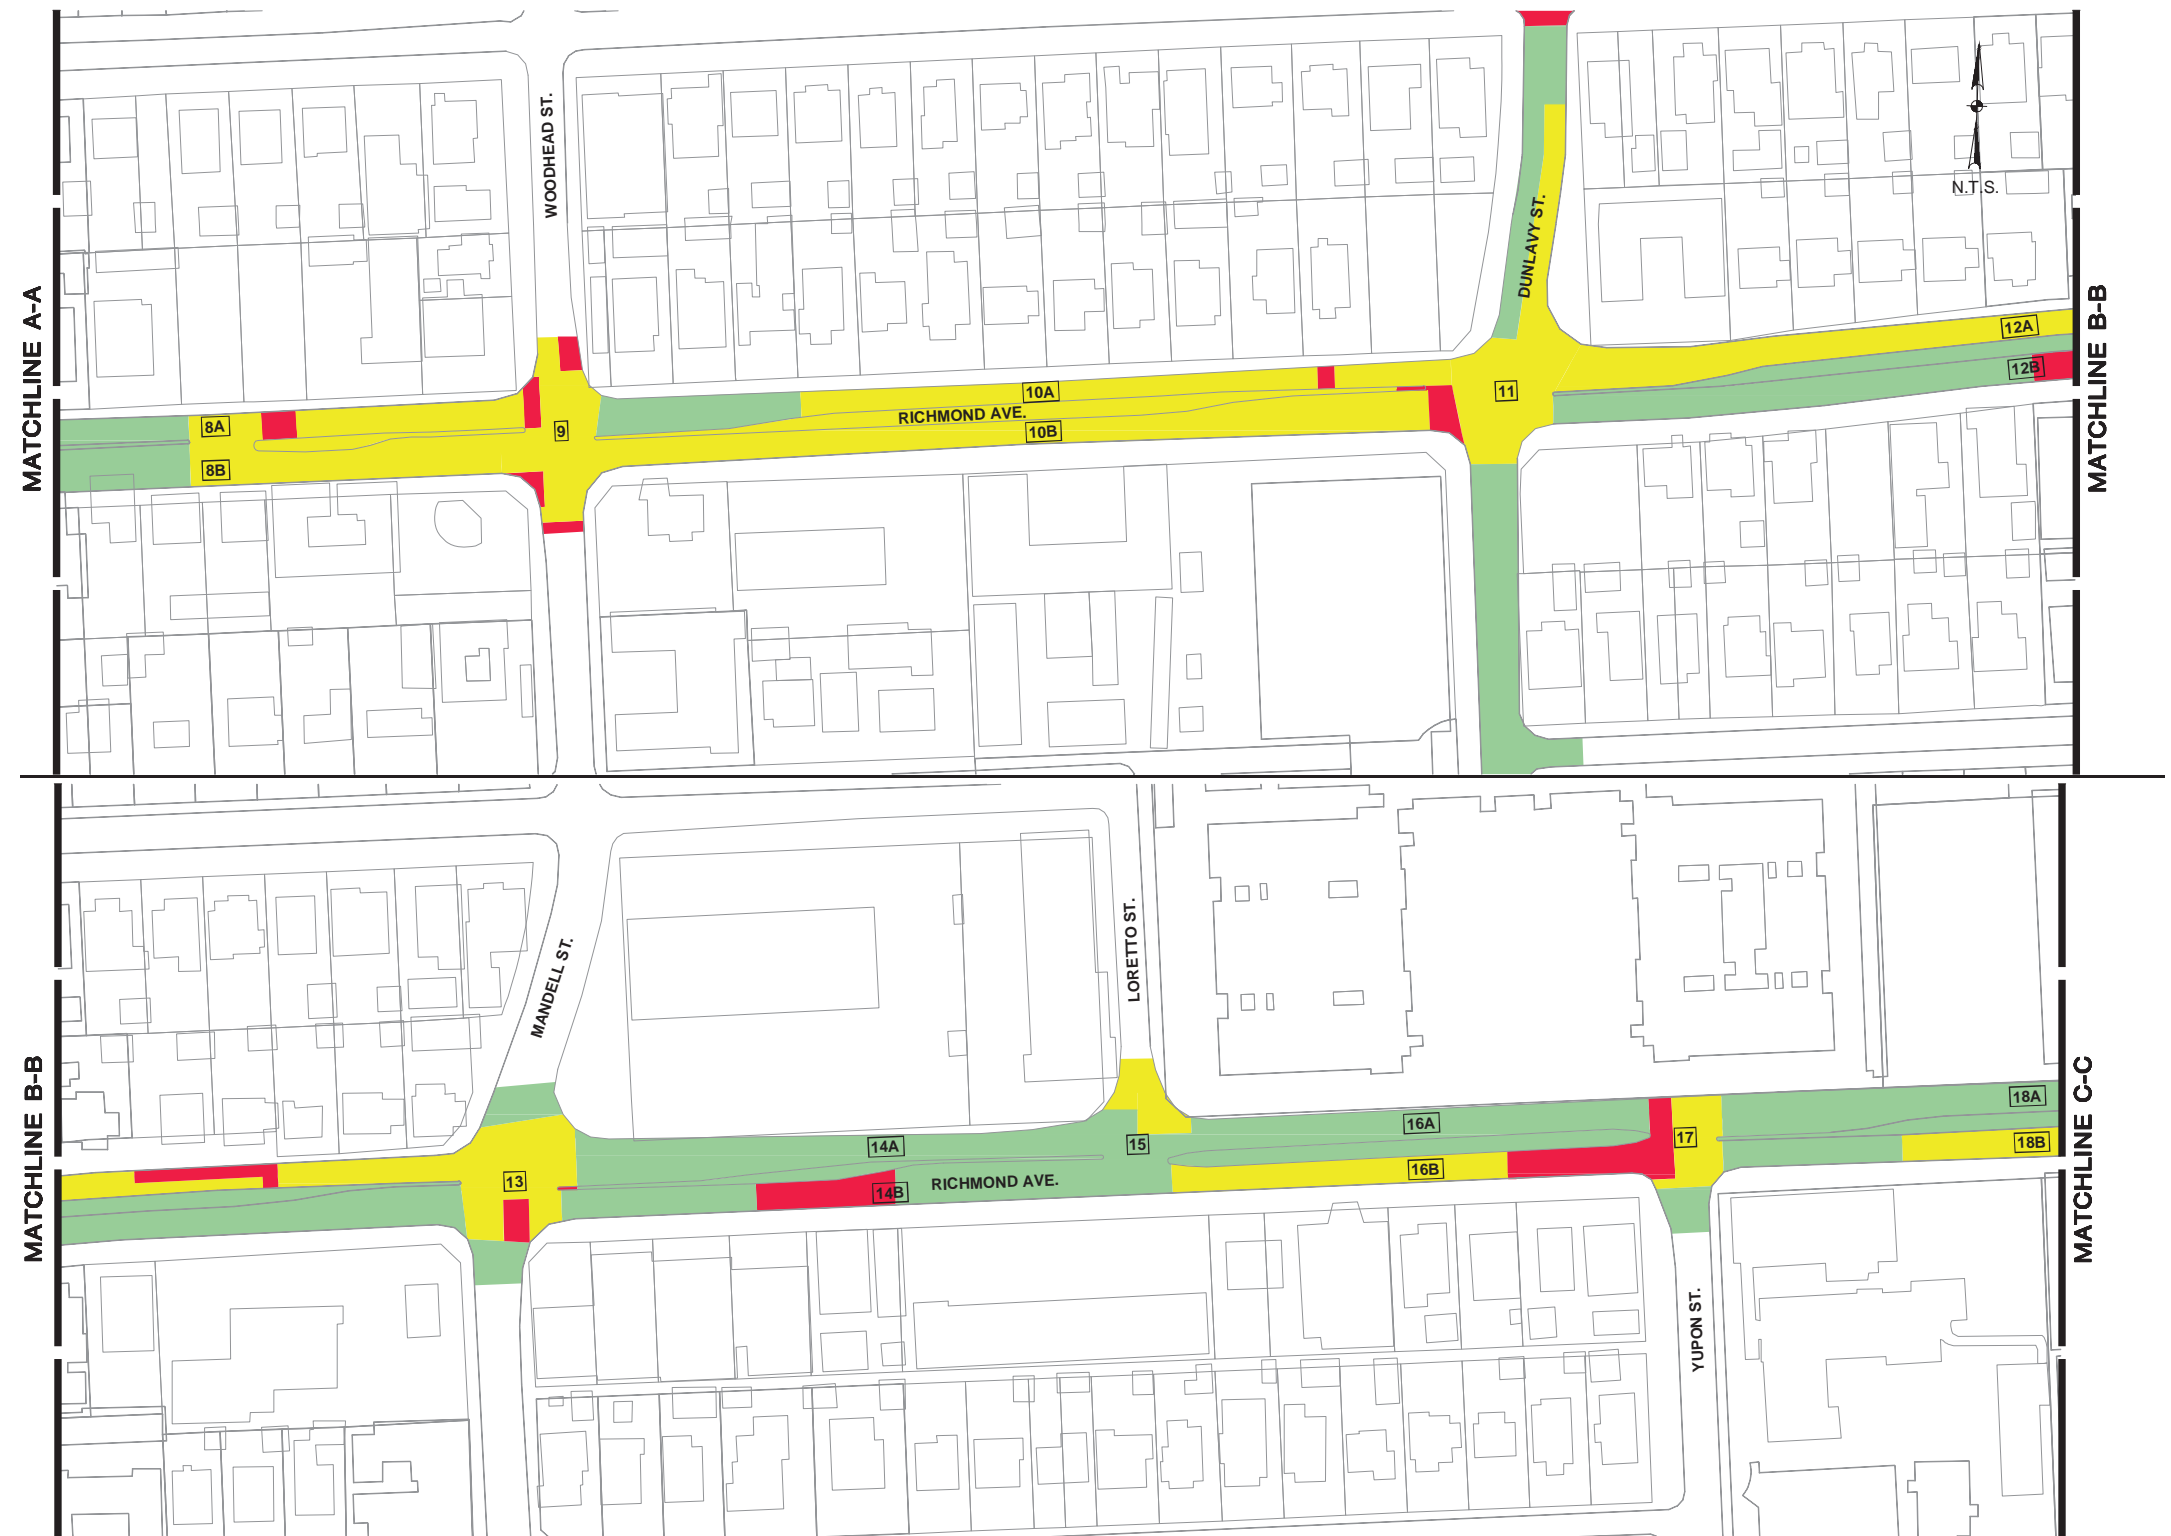 WOODHEAD ST.
DUNLAVY ST.
N.T.S.
MATCHLINE A-A
MATCHLINE B-B
8A
8B
9
10A
RICHMOND AVE.
10B
11
12A
12B
MANDELL ST.
LORETTO ST.
MATCHLINE B-B
MATCHLINE C-C
13
14A
14B
RICHMOND AVE.
15
16A
16B
17
18A
18B
YUPON ST.